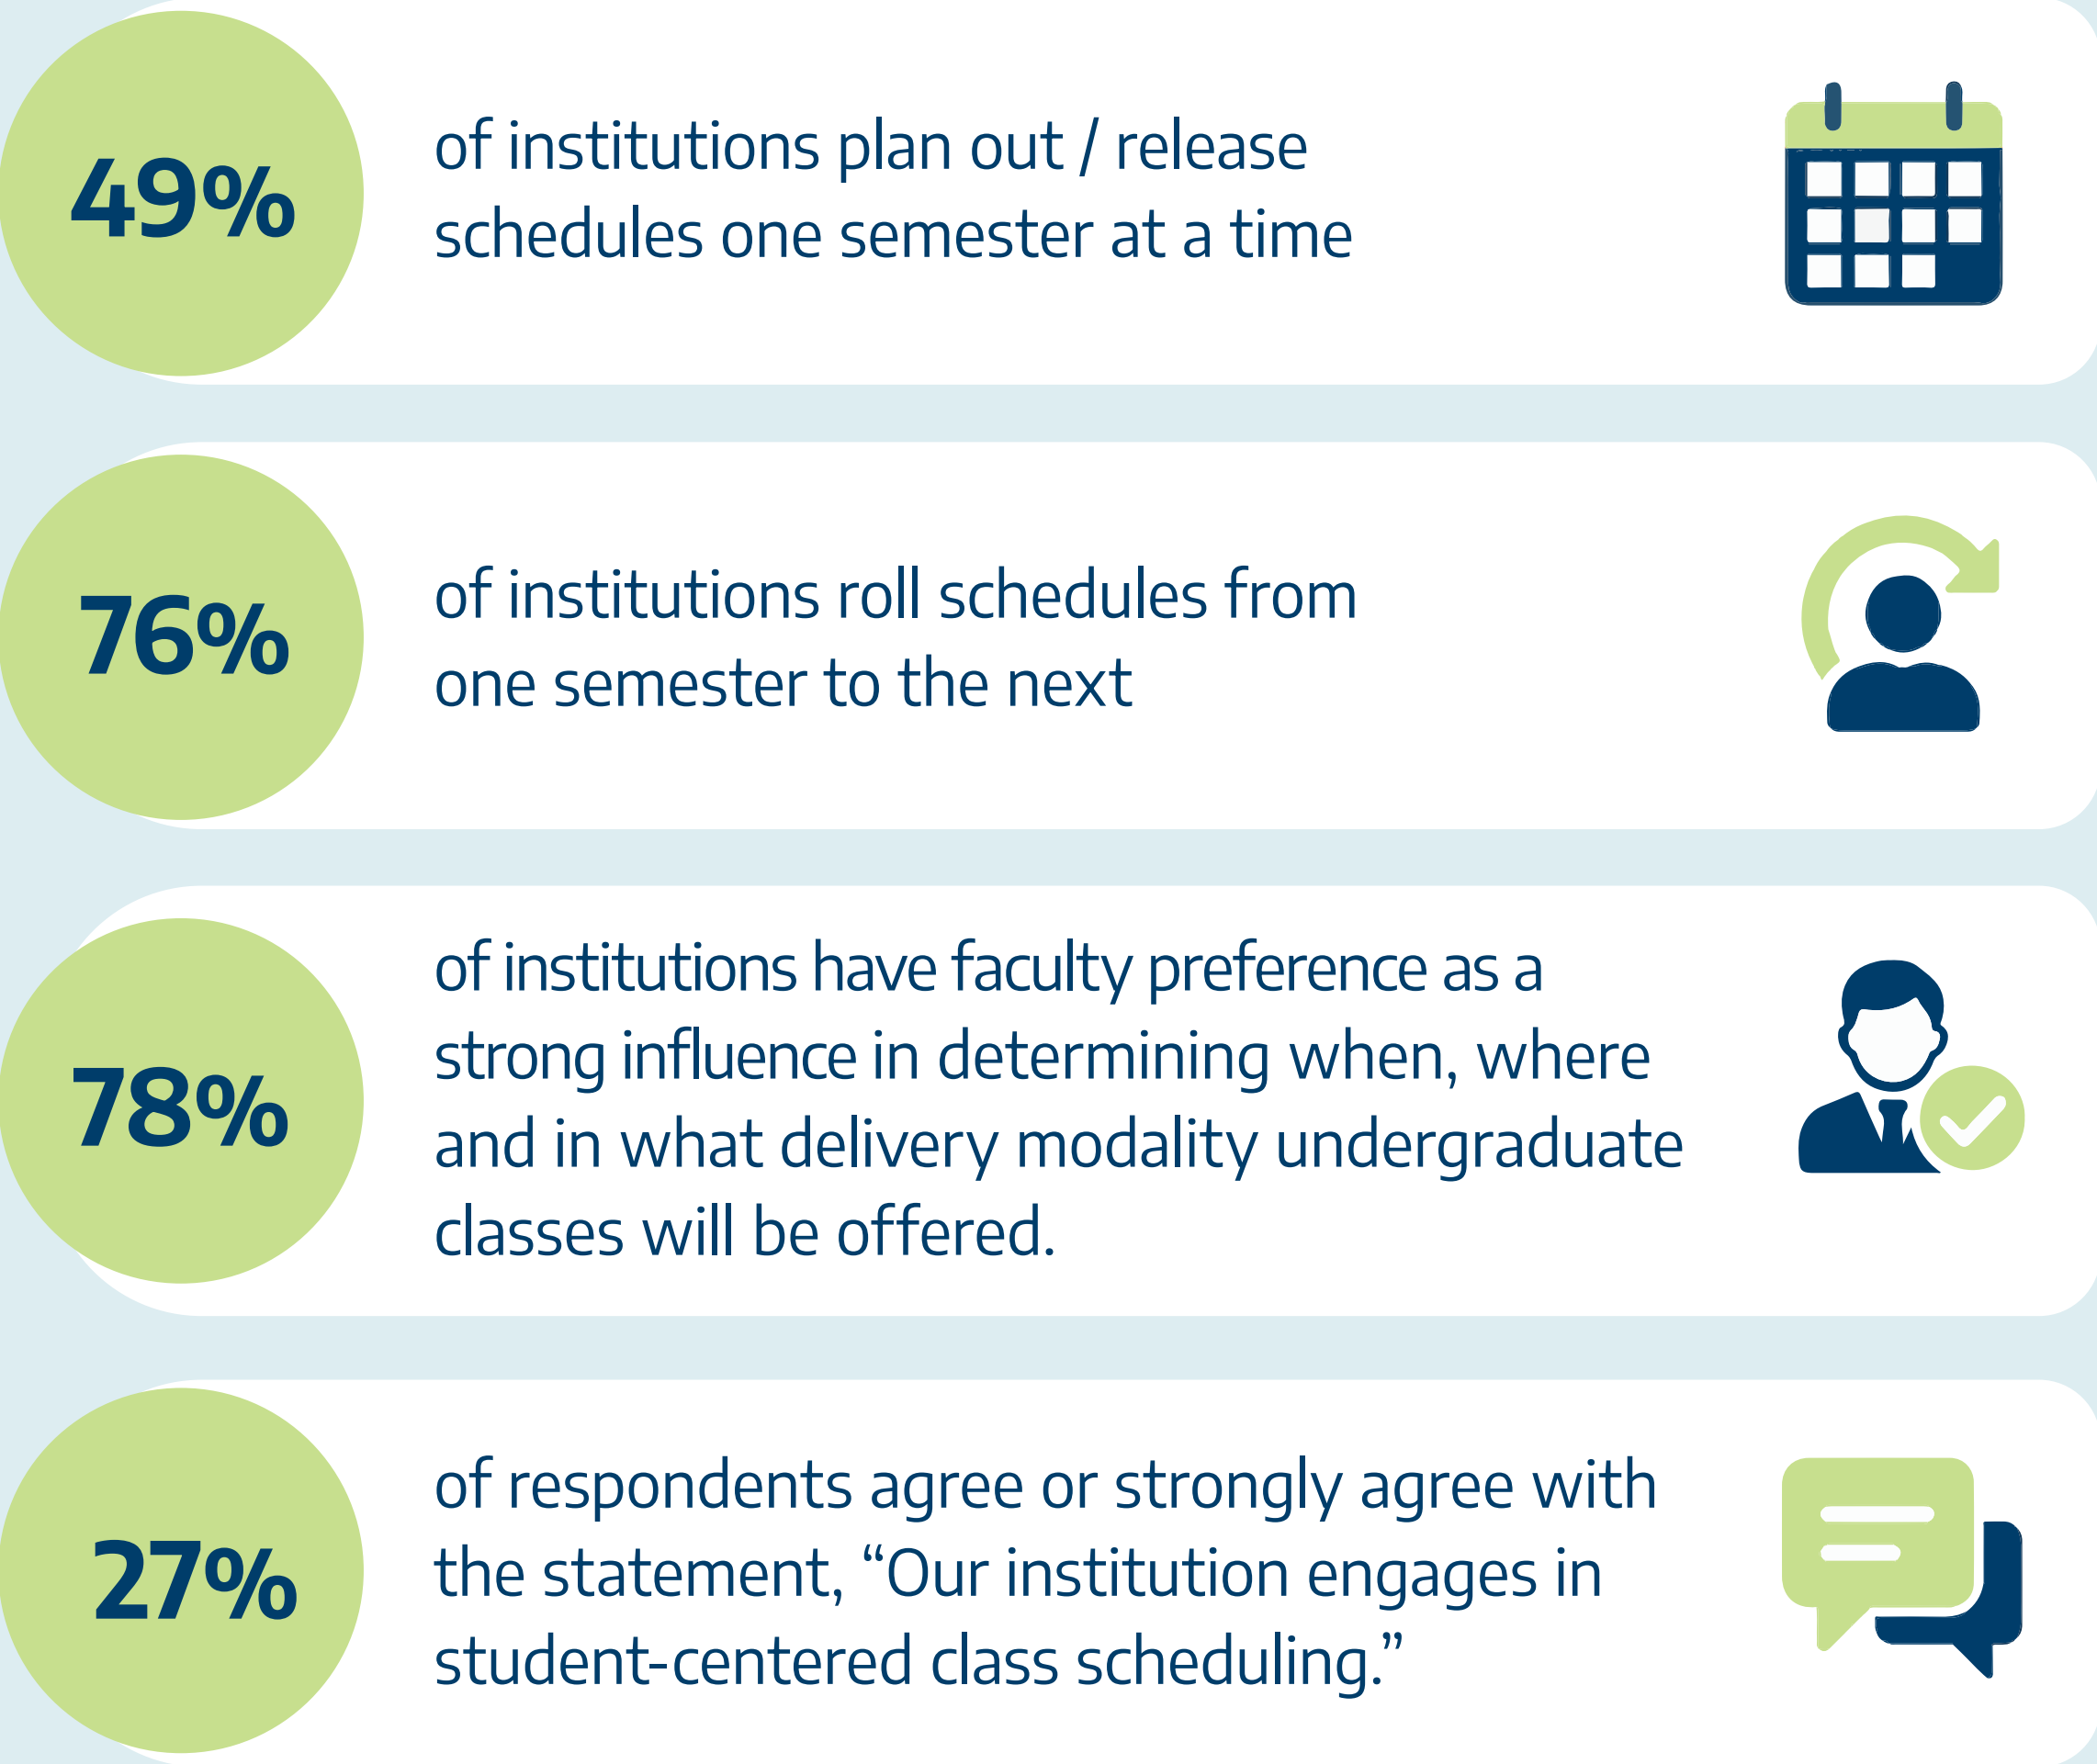 49%
of institutions plan out / release
schedules one semester at a time
76%
of institutions roll schedules from
one semester to the next
78%
of institutions have faculty preference as a
strong influence in determining when, where
and in what delivery modality undergraduate
classes will be offered.
27%
of respondents agree or strongly agree with
the statement, “Our institution engages in
student-centered class scheduling.”